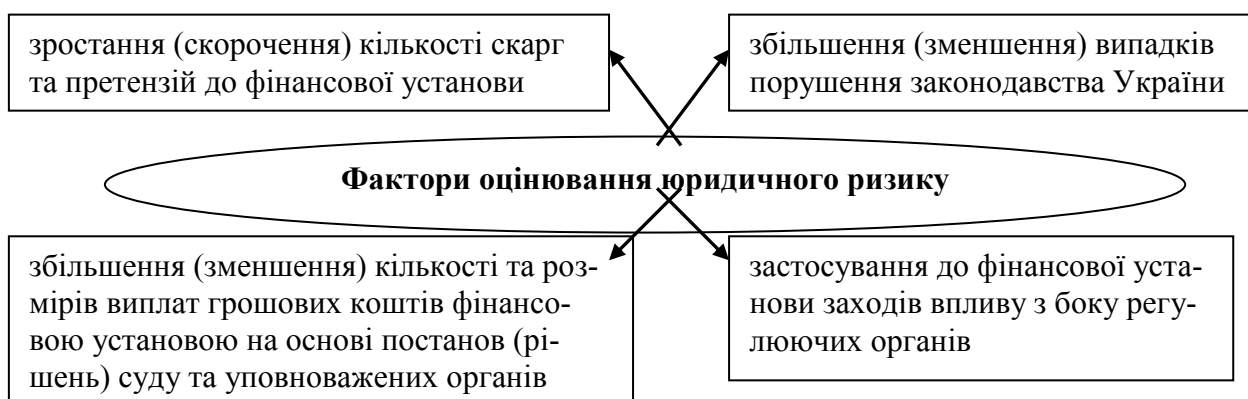 зростання (скорочення) кількості скарг
та претензій до фінансової установи
збільшення (зменшення) випадків
порушення законодавства України
Фактори оцінювання юридичного ризику
збільшення (зменшення) кількості та роз-
мірів виплат грошових коштів фінансо-
вою установою на основі постанов (рі-
шень) суду та уповноважених органів
застосування до фінансової уста-
нови заходів впливу з боку регу-
люючих органів